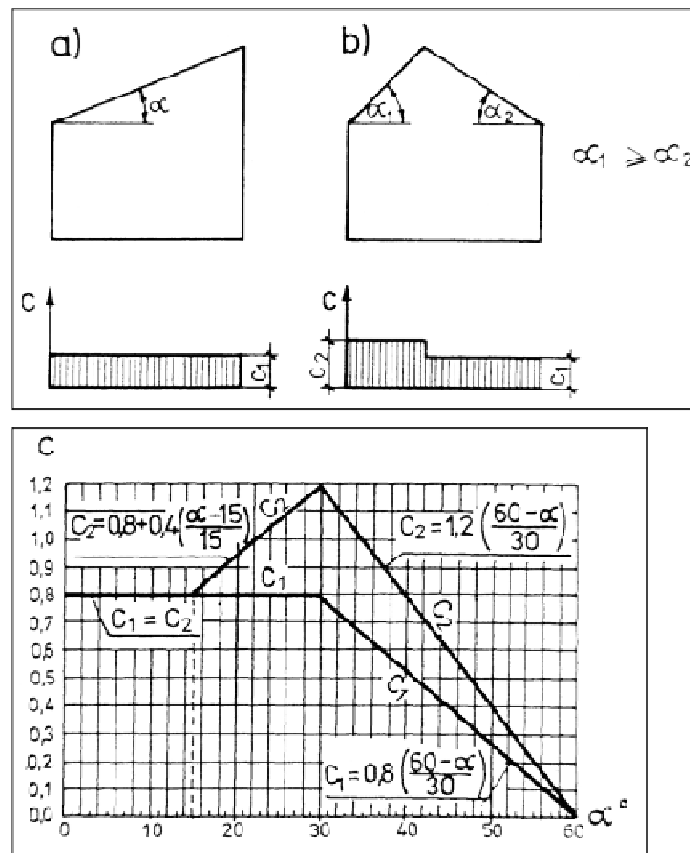 a)
b)
α
α₁
α₂
α₁ ⩾ α₂
C
C₁
C
C₂
C₁
C
1,2
1,1
1,0
0,9
0,8
0,7
0,6
0,5
0,4
0,3
0,2
0,1
0,0
C₂=0,8+0,4(α-15/15)
C₂
C₂=1,2(60-α/30)
C₁
C₁ = C₂
C₂
C₁
C₁=0,8(60-α/30)
0 10 20 30 40 50 60 α°